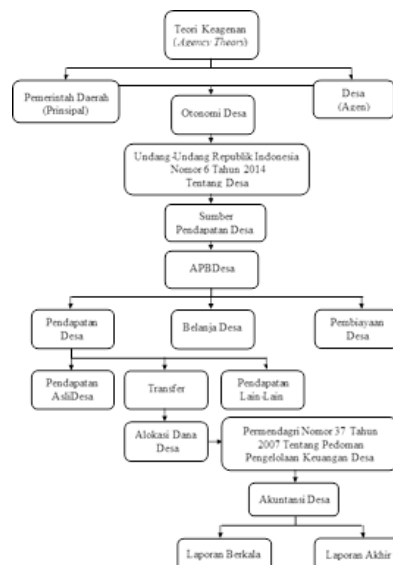 Teori Keagenan
(Agency Theory)
Pemerintah Daerah
(Prinsipal)
Desa
(Agen)
Otonomi Desa
Undang-Undang Republik Indonesia
Nomor 6 Tahun 2014
Tentang Desa
Sumber
Pendapatan Desa
APBDesa
Pendapatan
Desa
Belanja Desa
Pembiayaan
Desa
Pendapatan
AsliDesa
Transfer
Pendapatan
Lain-Lain
Alokasi Dana
Desa
Permendagri Nomor 37 Tahun
2007 Tentang Pedoman
Pengelolaan Keuangan Desa
Akuntansi Desa
Laporan Berkala
Laporan Akhir